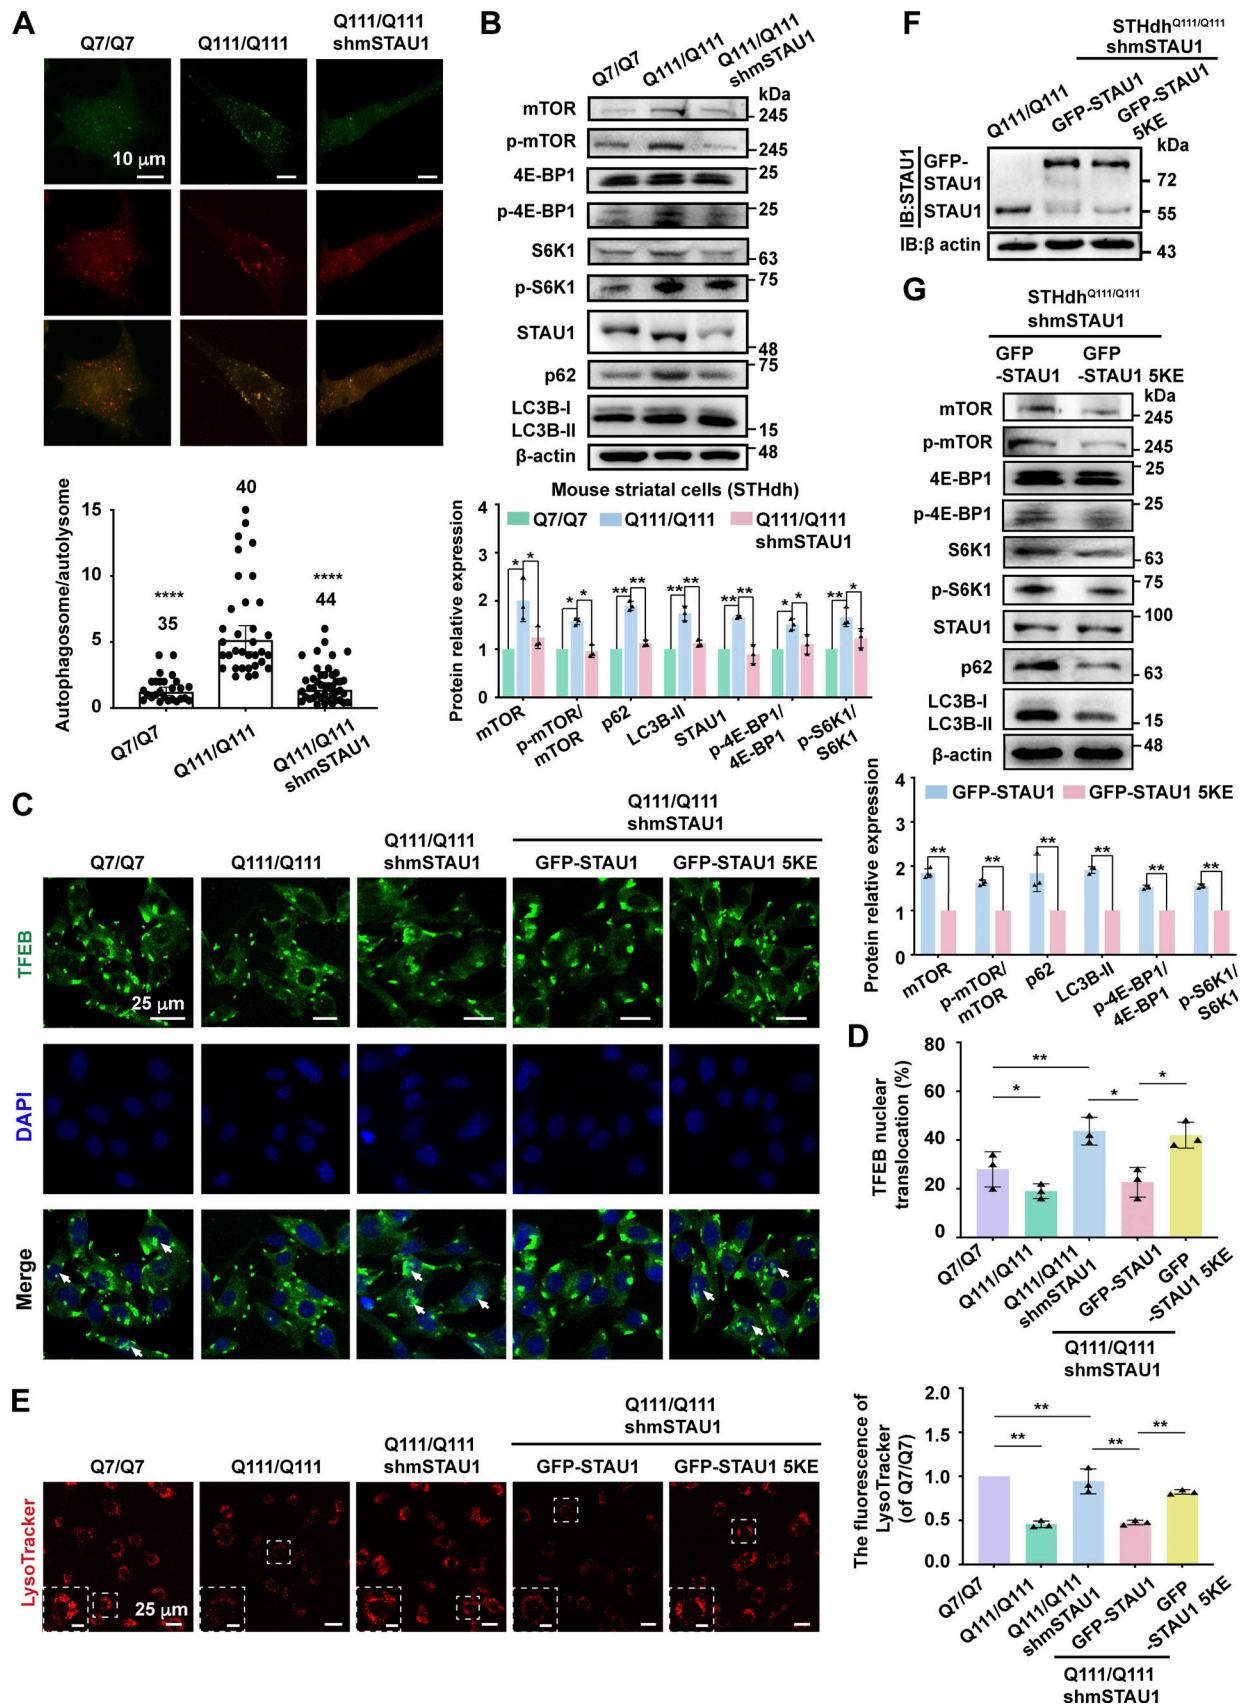 A
Q7/Q7
Q111/Q111
Q111/Q111
shmSTAU1
10 μm
Autophagosome/autolysome
15
10
5
0
****
35
40
****
44
Q7/Q7
Q111/Q111
Q111/Q111
shmSTAU1
B
Q7/Q7
Q111/Q111
Q111/Q111
shmSTAU1
kDa
mTOR
245
p-mTOR
245
4E-BP1
25
p-4E-BP1
25
S6K1
63
p-S6K1
75
STAU1
48
p62
75
LC3B-I
LC3B-II
15
β-actin
48
Mouse striatal cells (STHdh)
Q7/Q7
Q111/Q111
Q111/Q111
shmSTAU1
Protein relative expression
4
3
2
1
0
* *
* *
** **
** **
** **
* *
** *
mTOR
p-mTOR/
mTOR
p62
LC3B-II
STAU1
p-4E-BP1/
4E-BP1
p-S6K1/
S6K1
F
STHdhQ111/Q111
shmSTAU1
Q111/Q111
GFP-STAU1
GFP-STAU1
5KE
kDa
IB:STAU1
GFP-
STAU1
72
STAU1
55
IB:β actin
43
G
STHdhQ111/Q111
shmSTAU1
GFP
-STAU1
GFP
-STAU1 5KE
kDa
mTOR
245
p-mTOR
245
4E-BP1
25
p-4E-BP1
25
S6K1
63
p-S6K1
75
STAU1
100
p62
63
LC3B-I
LC3B-II
15
β-actin
48
GFP-STAU1
GFP-STAU1 5KE
Protein relative expression
4
3
2
1
0
**
**
**
**
**
**
mTOR
p-mTOR/
mTOR
p62
LC3B-II
p-4E-BP1/
4E-BP1
p-S6K1/
S6K1
C
Q7/Q7
Q111/Q111
Q111/Q111
shmSTAU1
Q111/Q111
shmSTAU1
GFP-STAU1
GFP-STAU1 5KE
TFEB
25 μm
DAPI
Merge
D
TFEB nuclear
translocation (%)
80
60
40
20
0
**
*
*
*
Q7/Q7
Q111/Q111
Q111/Q111
shmSTAU1
GFP-STAU1
GFP
-STAU1 5KE
Q111/Q111
shmSTAU1
E
Q7/Q7
Q111/Q111
Q111/Q111
shmSTAU1
Q111/Q111
shmSTAU1
GFP-STAU1
GFP-STAU1 5KE
LysoTracker
25 μm
The fluorescence of
LysoTracker
(of Q7/Q7)
2.0
1.5
1.0
0.5
0.0
**
**
**
**
Q7/Q7
Q111/Q111
Q111/Q111
shmSTAU1
GFP-STAU1
GFP
-STAU1 5KE
Q111/Q111
shmSTAU1